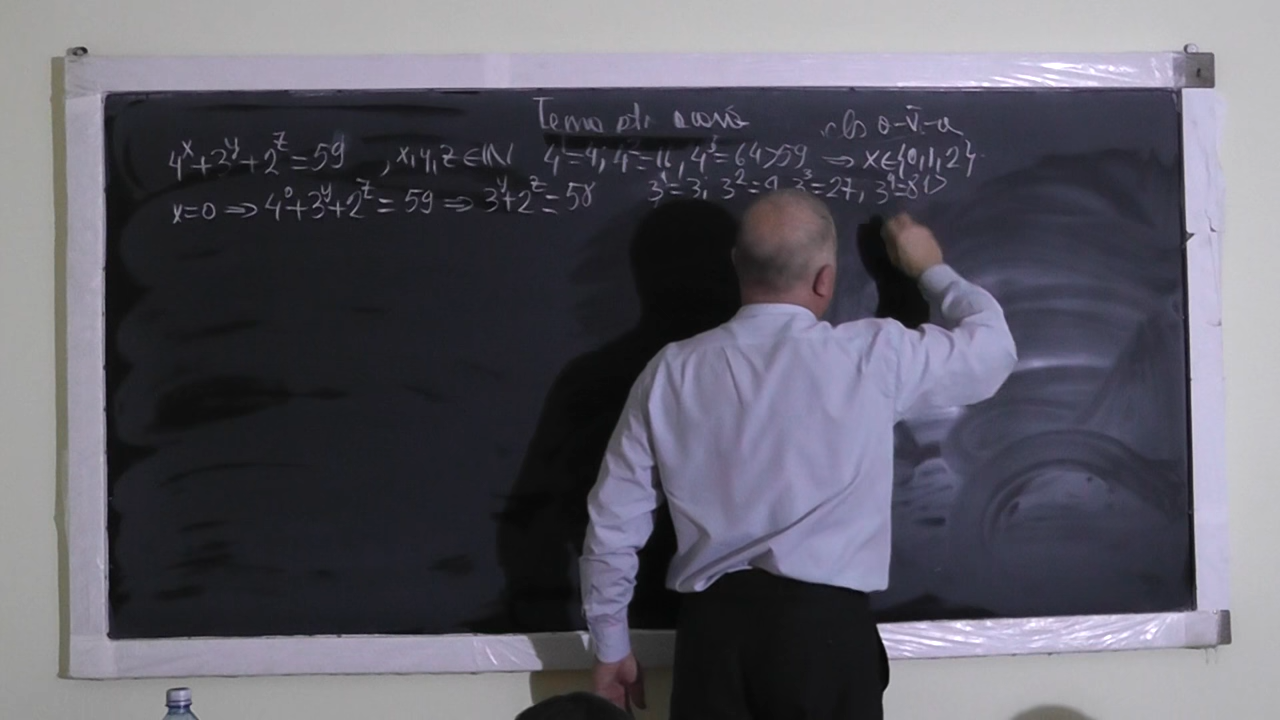 Tema pt. acasă cls a-V-a
4^x+3^y+2^z=59, x,y,z∈ℕ 4^1=4; 4^2=16, 4^3=64>59 ⇒ x∈{0,1,2}
x=0 ⇒ 4^0+3^y+2^z=59 ⇒ 3^y+2^z=58 3^1=3; 3^2=9, 3^3=27, 3^4=81>